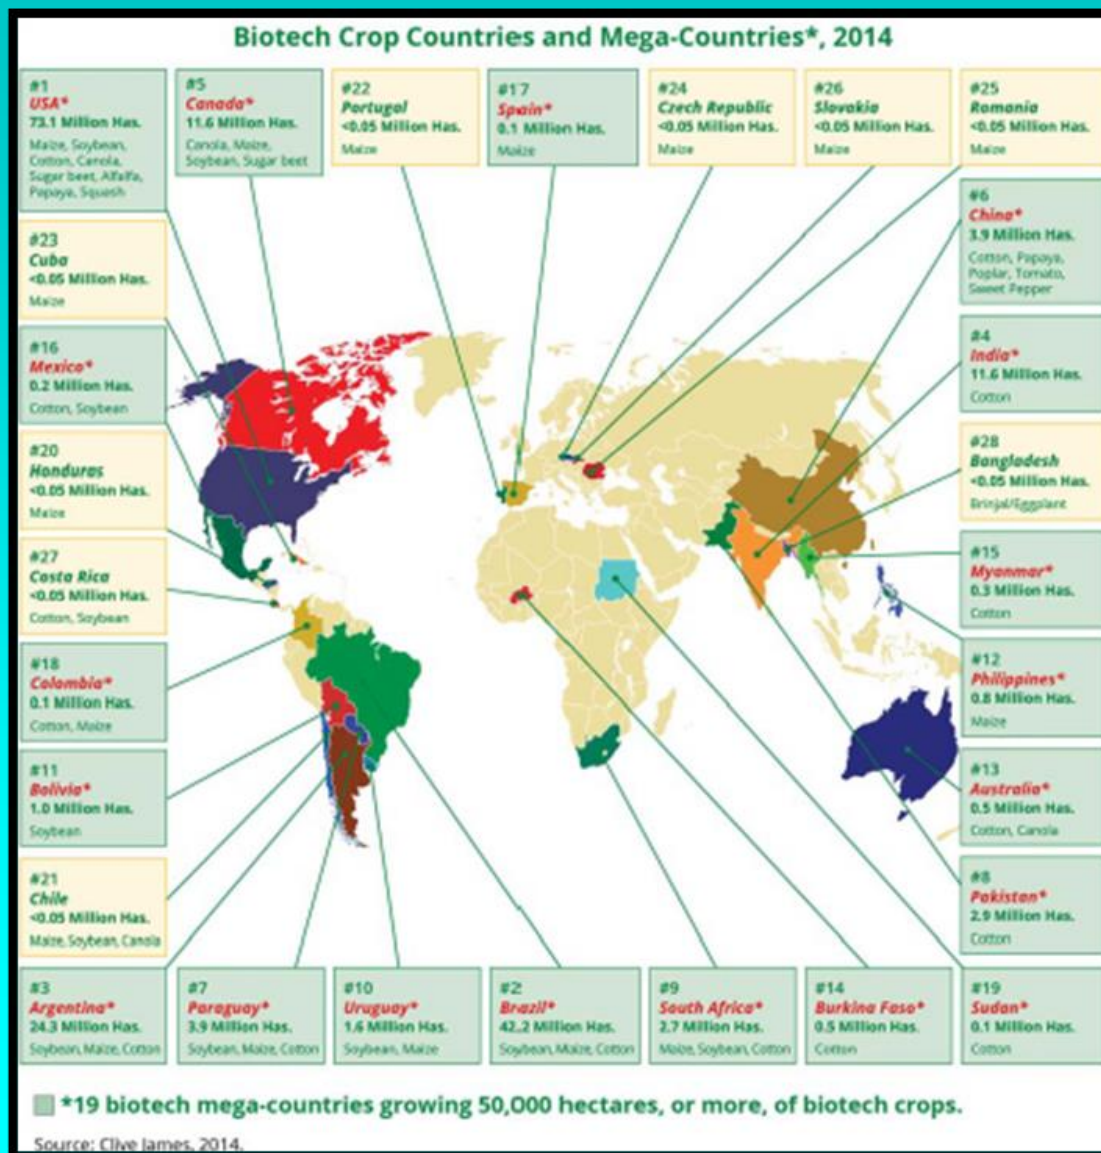 Biotech Crop Countries and Mega-Countries*, 2014
#1
USA*
73.1 Million Has.
Maize, Soybean,
Cotton, Canola,
Sugar beet, Alfalfa,
Papaya, Squash
#5
Canada*
11.6 Million Has.
Canola, Maize,
Soybean, Sugar beet
#22
Portugal
<0.05 Million Has.
Maize
#17
Spain*
0.1 Million Has.
Maize
#24
Czech Republic
<0.05 Million Has.
Maize
#26
Slovakia
<0.05 Million Has.
Maize
#25
Romania
<0.05 Million Has.
Maize
#6
China*
3.9 Million Has.
Cotton, Papaya,
Poplar, Tomato,
Sweet Pepper
#23
Cuba
<0.05 Million Has.
Maize
#4
India*
11.6 Million Has.
Cotton
#16
Mexico*
0.2 Million Has.
Cotton, Soybean
#28
Bangladesh
<0.05 Million Has.
Brinjal/Eggplant
#20
Honduras
<0.05 Million Has.
Maize
#15
Myanmar*
0.3 Million Has.
Cotton
#27
Costa Rica
<0.05 Million Has.
Cotton, Soybean
#12
Philippines*
0.8 Million Has.
Maize
#18
Colombia*
0.1 Million Has.
Cotton, Maize
#13
Australia*
0.5 Million Has.
Cotton, Canola
#11
Bolivia*
1.0 Million Has.
Soybean
#8
Pakistan*
2.9 Million Has.
Cotton
#21
Chile
<0.05 Million Has.
Maize, Soybean, Canola
#3
Argentina*
24.3 Million Has.
Soybean, Maize, Cotton
#7
Paraguay*
3.9 Million Has.
Soybean, Maize, Cotton
#10
Uruguay*
1.6 Million Has.
Soybean, Maize
#2
Brazil*
42.2 Million Has.
Soybean, Maize, Cotton
#9
South Africa*
2.7 Million Has.
Maize, Soybean, Cotton
#14
Burkina Faso*
0.5 Million Has.
Cotton
#19
Sudan*
0.1 Million Has.
Cotton
*19 biotech mega-countries growing 50,000 hectares, or more, of biotech crops.
Source: Clive James, 2014.